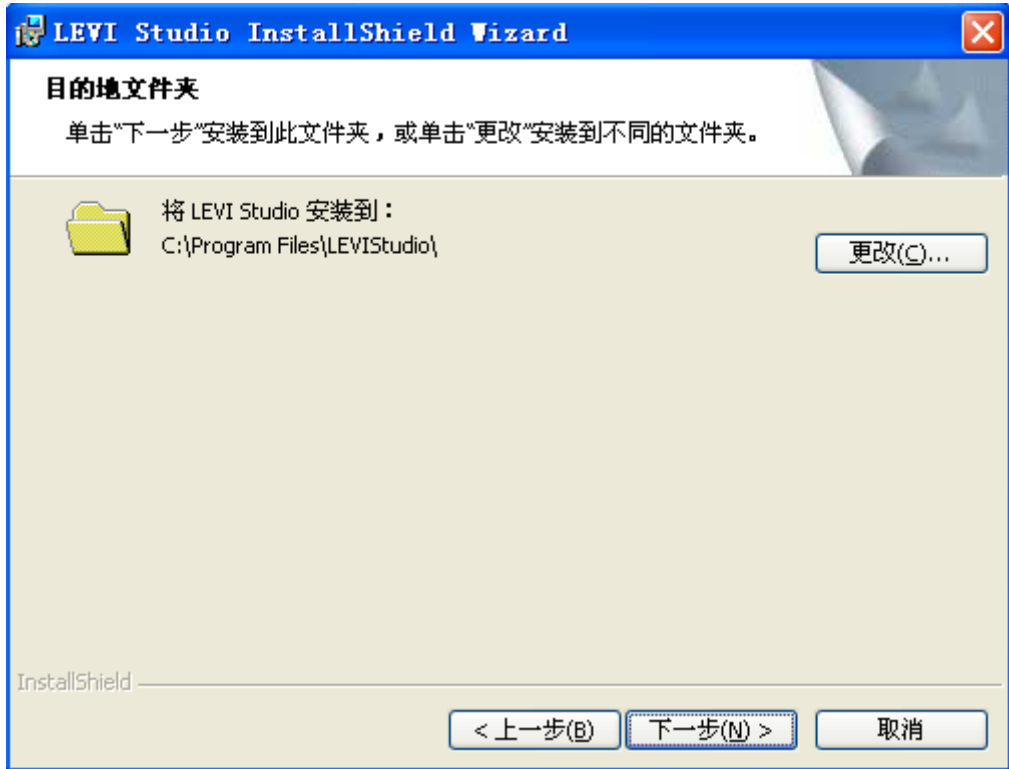 LEVI Studio InstallShield Wizard
目的地文件夹
单击“下一步”安装到此文件夹，或单击“更改”安装到不同的文件夹。
将 LEVI Studio 安装到：
C:\Program Files\LEVIStudio\
更改(C)...
InstallShield
< 上一步(B)
下一步(N) >
取消